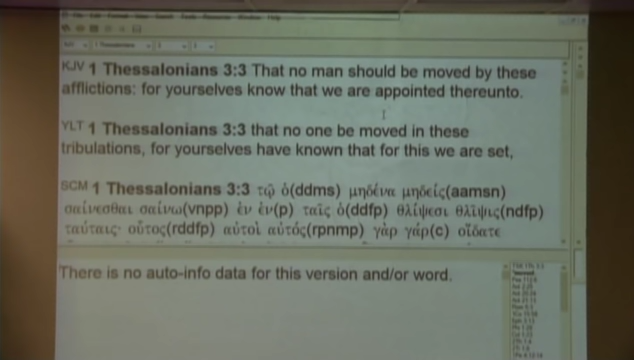 KJV 1 Thessalonians 3:3 That no man should be moved by these
afflictions: for yourselves know that we are appointed thereunto.
YLT 1 Thessalonians 3:3 that no one be moved in these
tribulations, for yourselves have known that for this we are set,
SCM 1 Thessalonians 3:3 τῷ ὁ(ddms) μηδένα μηδείς(aamsn)
σαίνεσθαι σαίνω(vnpp) ἐν ἐν(p) ταῖς ὁ(ddfp) θλίψεσι θλῖψις(ndfp)
ταύταις· οὗτος(rddfp) αὐτοὶ αὐτός(rpnmp) γὰρ γάρ(c) οἴδατε
There is no auto-info data for this version and/or word.